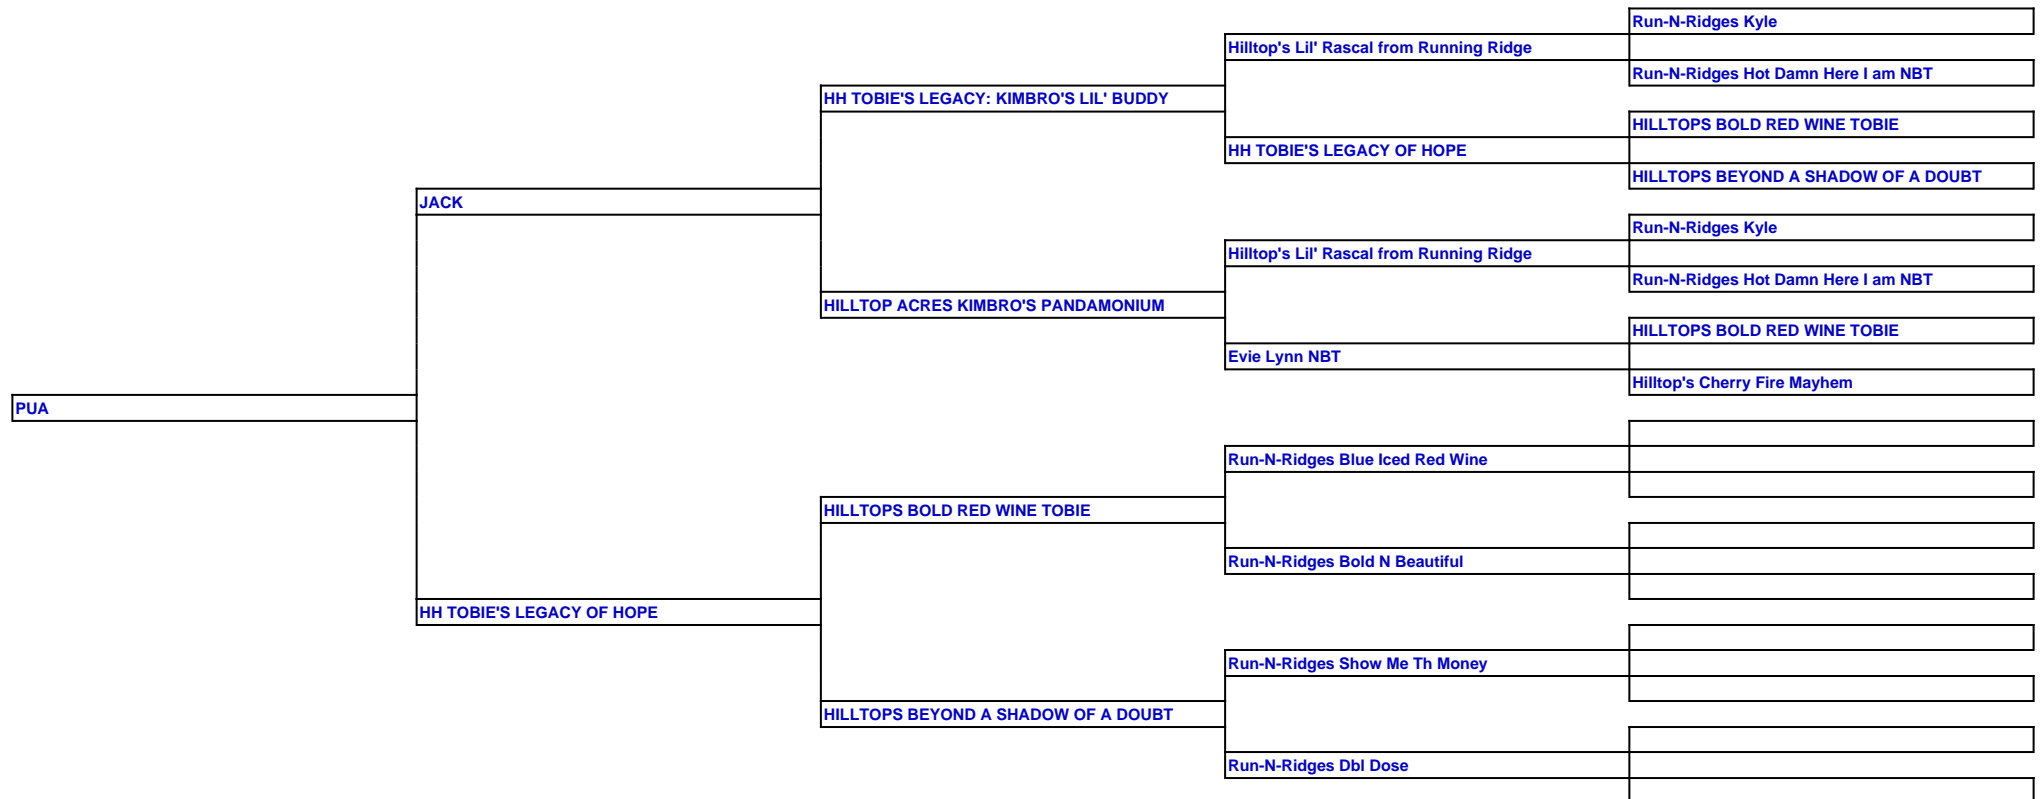 Run-N-Ridges Kyle
Hilltop's Lil' Rascal from Running Ridge
Run-N-Ridges Hot Damn Here I am NBT
HH TOBIE'S LEGACY: KIMBRO'S LIL' BUDDY
HILLTOPS BOLD RED WINE TOBIE
HH TOBIE'S LEGACY OF HOPE
HILLTOPS BEYOND A SHADOW OF A DOUBT
JACK
Run-N-Ridges Kyle
Hilltop's Lil' Rascal from Running Ridge
Run-N-Ridges Hot Damn Here I am NBT
HILLTOP ACRES KIMBRO'S PANDAMONIUM
HILLTOPS BOLD RED WINE TOBIE
Evie Lynn NBT
Hilltop's Cherry Fire Mayhem
PUA
Run-N-Ridges Blue Iced Red Wine
HILLTOPS BOLD RED WINE TOBIE
Run-N-Ridges Bold N Beautiful
HH TOBIE'S LEGACY OF HOPE
Run-N-Ridges Show Me Th Money
HILLTOPS BEYOND A SHADOW OF A DOUBT
Run-N-Ridges Dbl Dose